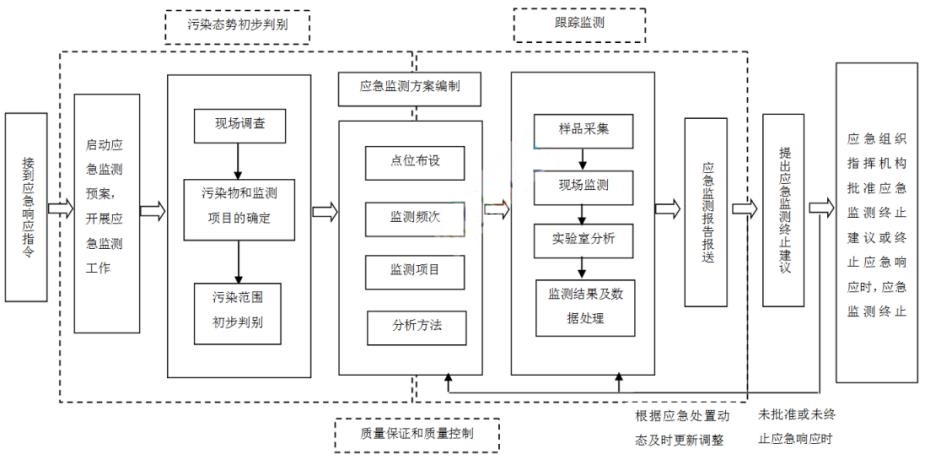 污染态势初步判别
跟踪监测
接到应急响应指令
启动应
急监测
预案，
开展应
急监测
工作
现场调查
污染物和监测
项目的确定
污染范围
初步判别
应急监测方案编制
点位布设
监测频次
监测项目
分析方法
样品采集
现场监测
实验室分析
监测结果及数
据处理
应急监测报告报送
提出应急监测终止建议
应急组织
指挥机构
批准应急
监测终止
建议或终
止应急响
应时，应急
监测终止
根据应急处置动
态及时更新调整
未批准或未终
止应急响应时
质量保证和质量控制